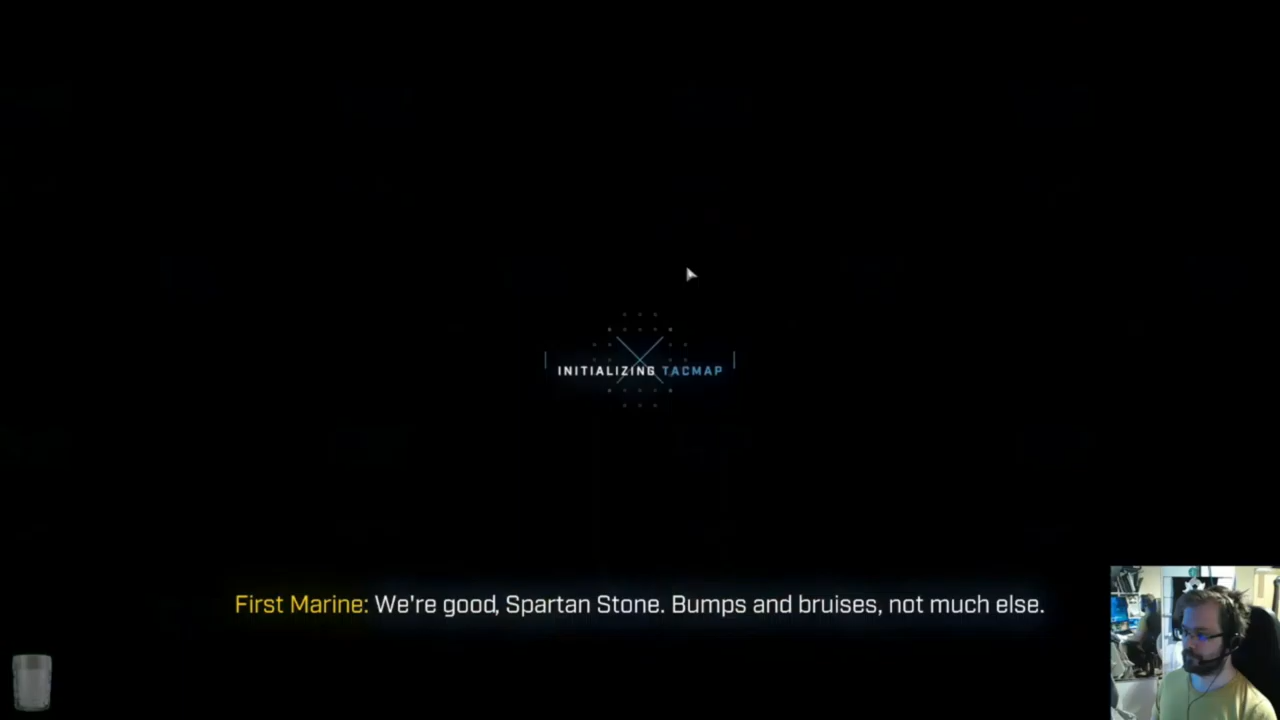 INITIALIZING TACMAP
First Marine: We're good, Spartan Stone. Bumps and bruises, not much else.